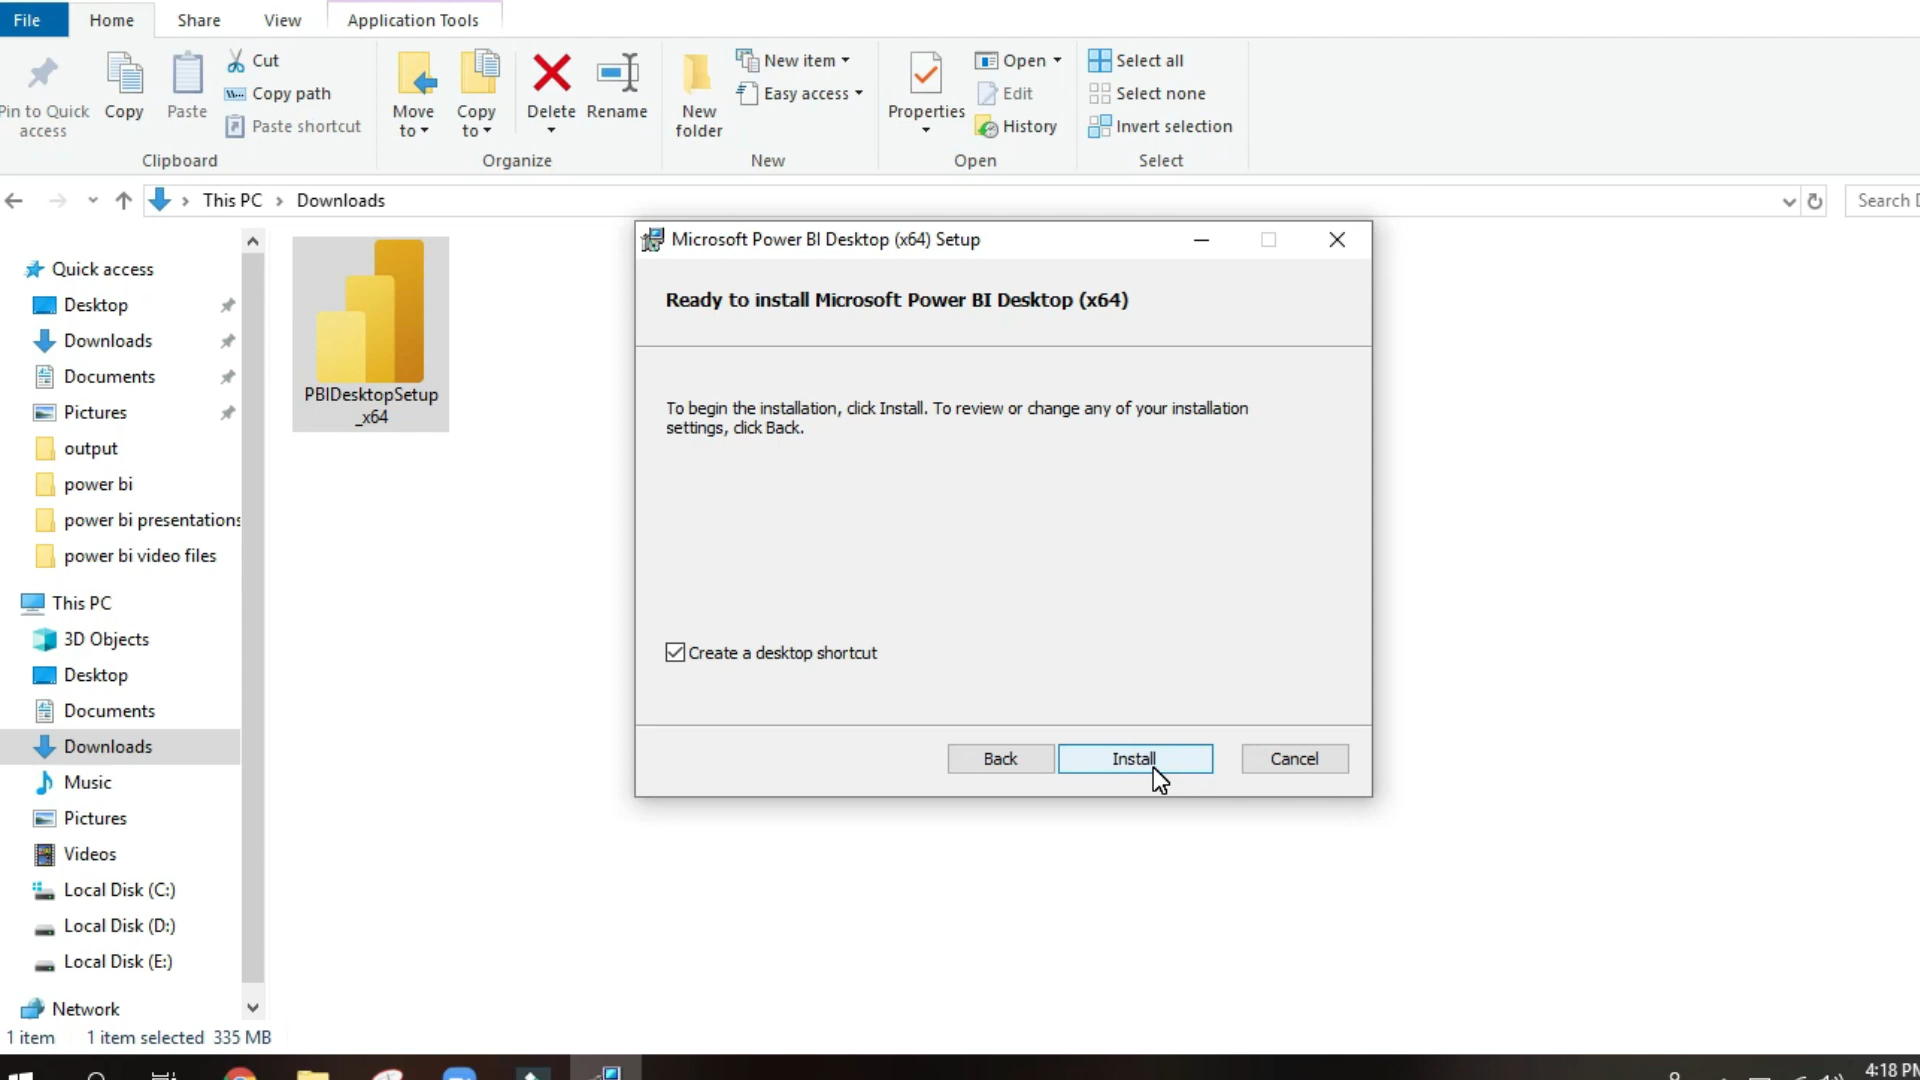 File Home Share View Application Tools
Pin to Quick access
Copy
Paste
Cut
Copy path
Paste shortcut
Clipboard
Move to
Copy to
Delete
Rename
Organize
New folder
New item
Easy access
New
Properties
Open
Edit
History
Open
Select all
Select none
Invert selection
Select
This PC > Downloads
Search
Quick access
Desktop
Downloads
Documents
Pictures
output
power bi
power bi presentations
power bi video files
This PC
3D Objects
Desktop
Documents
Downloads
Music
Pictures
Videos
Local Disk (C:)
Local Disk (D:)
Local Disk (E:)
Network
PBIDesktopSetup
_x64
Microsoft Power BI Desktop (x64) Setup
Ready to install Microsoft Power BI Desktop (x64)
To begin the installation, click Install. To review or change any of your installation
settings, click Back.
Create a desktop shortcut
Back Install Cancel
1 item 1 item selected 335 MB
4:18 PM